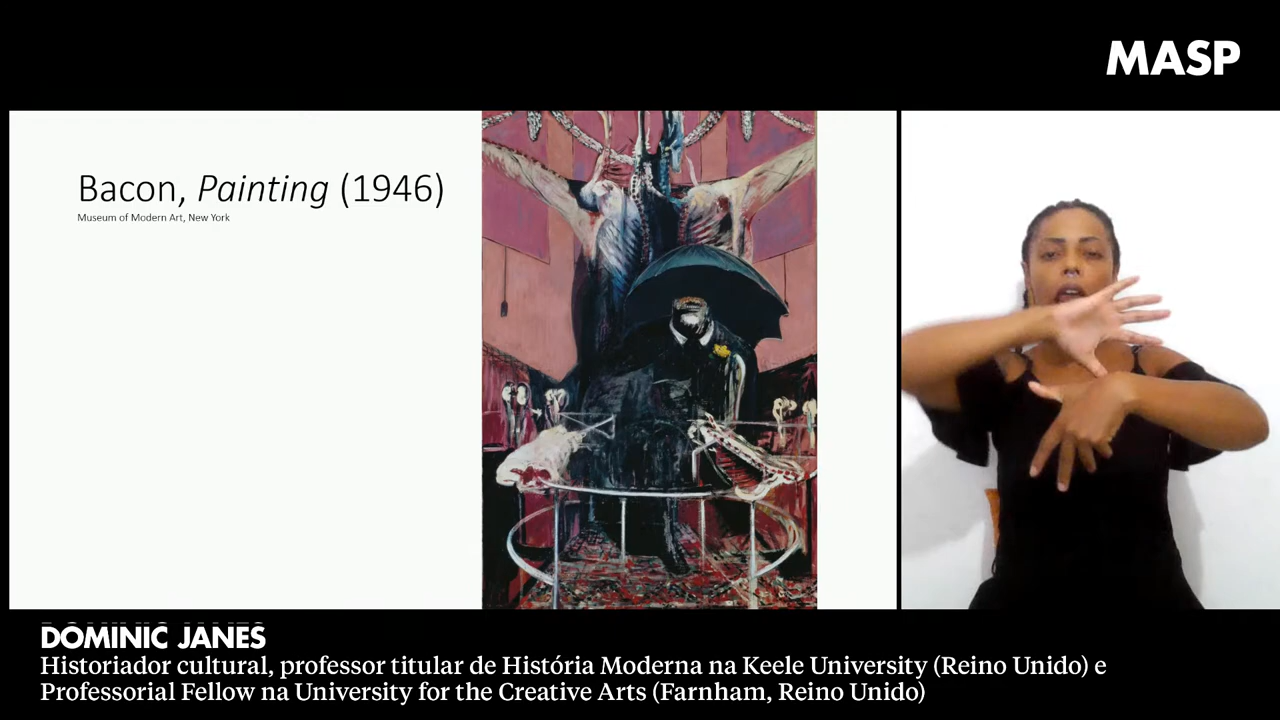 MASP
Bacon, Painting (1946)
Museum of Modern Art, New York
DOMINIC JANES
Historiador cultural, professor titular de História Moderna na Keele University (Reino Unido) e
Professorial Fellow na University for the Creative Arts (Farnham, Reino Unido)